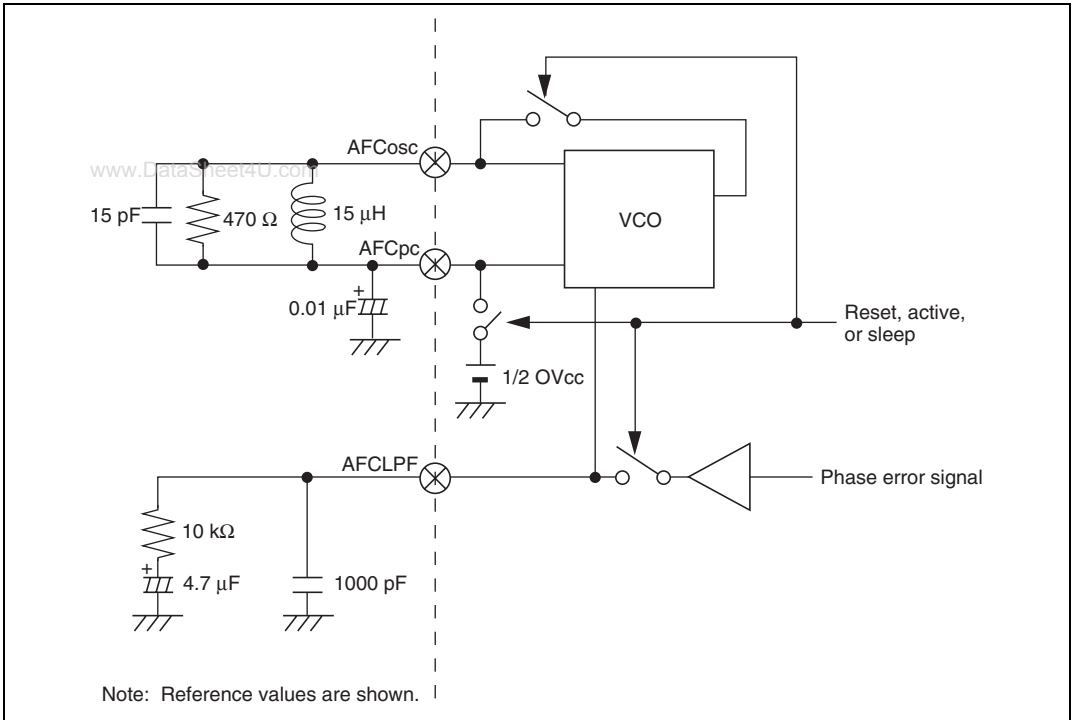 AFCosc
www.DataSheet4U.com
15 pF
470 Ω
15 μH
VCO
AFCpc
+
0.01 μF
Reset, active,
or sleep
1/2 OVcc
AFCLPF
Phase error signal
10 kΩ
+
4.7 μF
1000 pF
Note: Reference values are shown.